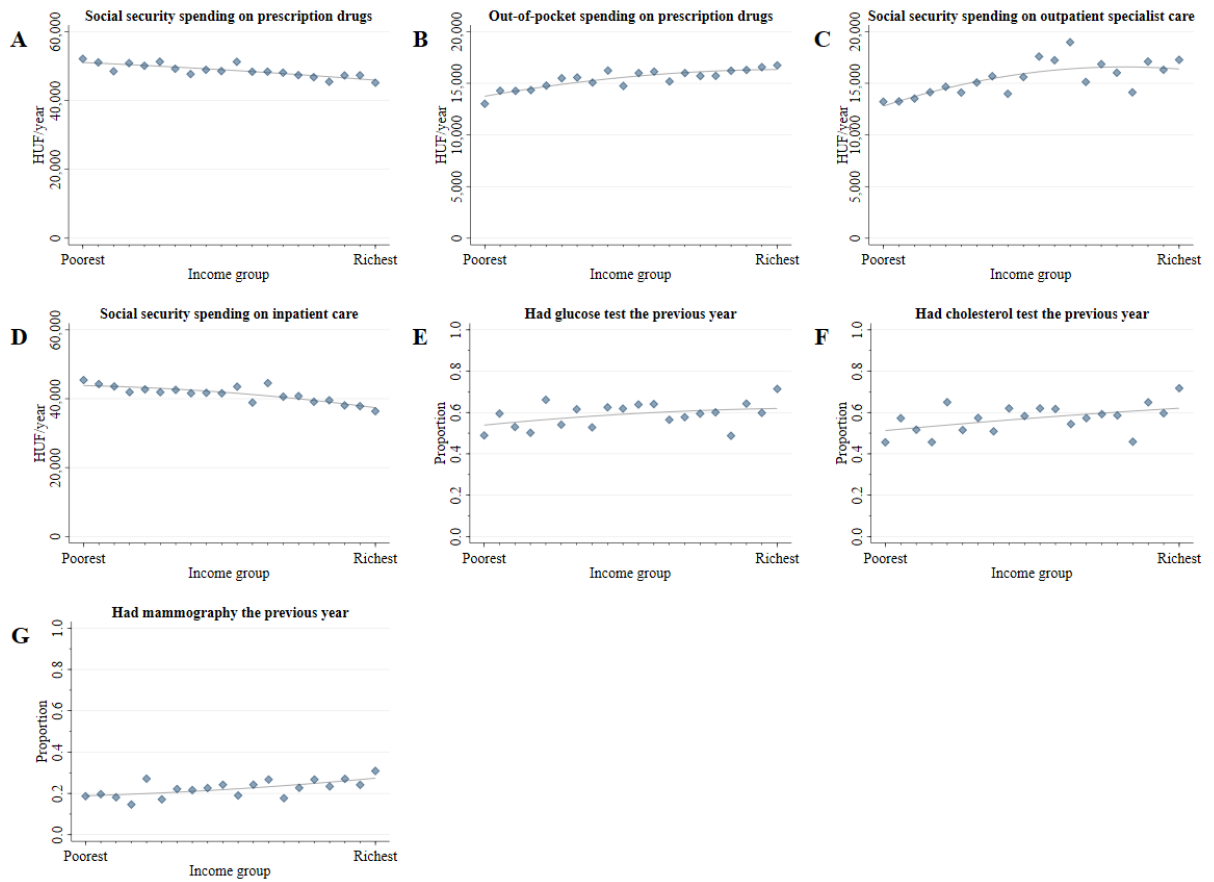 A
Social security spending on prescription drugs
60,000
40,000
20,000
0
HUF/year
Poorest
Richest
Income group
B
Out-of-pocket spending on prescription drugs
20,000
15,000
10,000
5,000
0
HUF/year
Poorest
Richest
Income group
C
Social security spending on outpatient specialist care
20,000
15,000
10,000
5,000
0
HUF/year
Poorest
Richest
Income group
D
Social security spending on inpatient care
60,000
40,000
20,000
0
HUF/year
Poorest
Richest
Income group
E
Had glucose test the previous year
1.0
0.8
0.6
0.4
0.2
0.0
Proportion
Poorest
Richest
Income group
F
Had cholesterol test the previous year
1.0
0.8
0.6
0.4
0.2
0.0
Proportion
Poorest
Richest
Income group
G
Had mammography the previous year
1.0
0.8
0.6
0.4
0.2
0.0
Proportion
Poorest
Richest
Income group